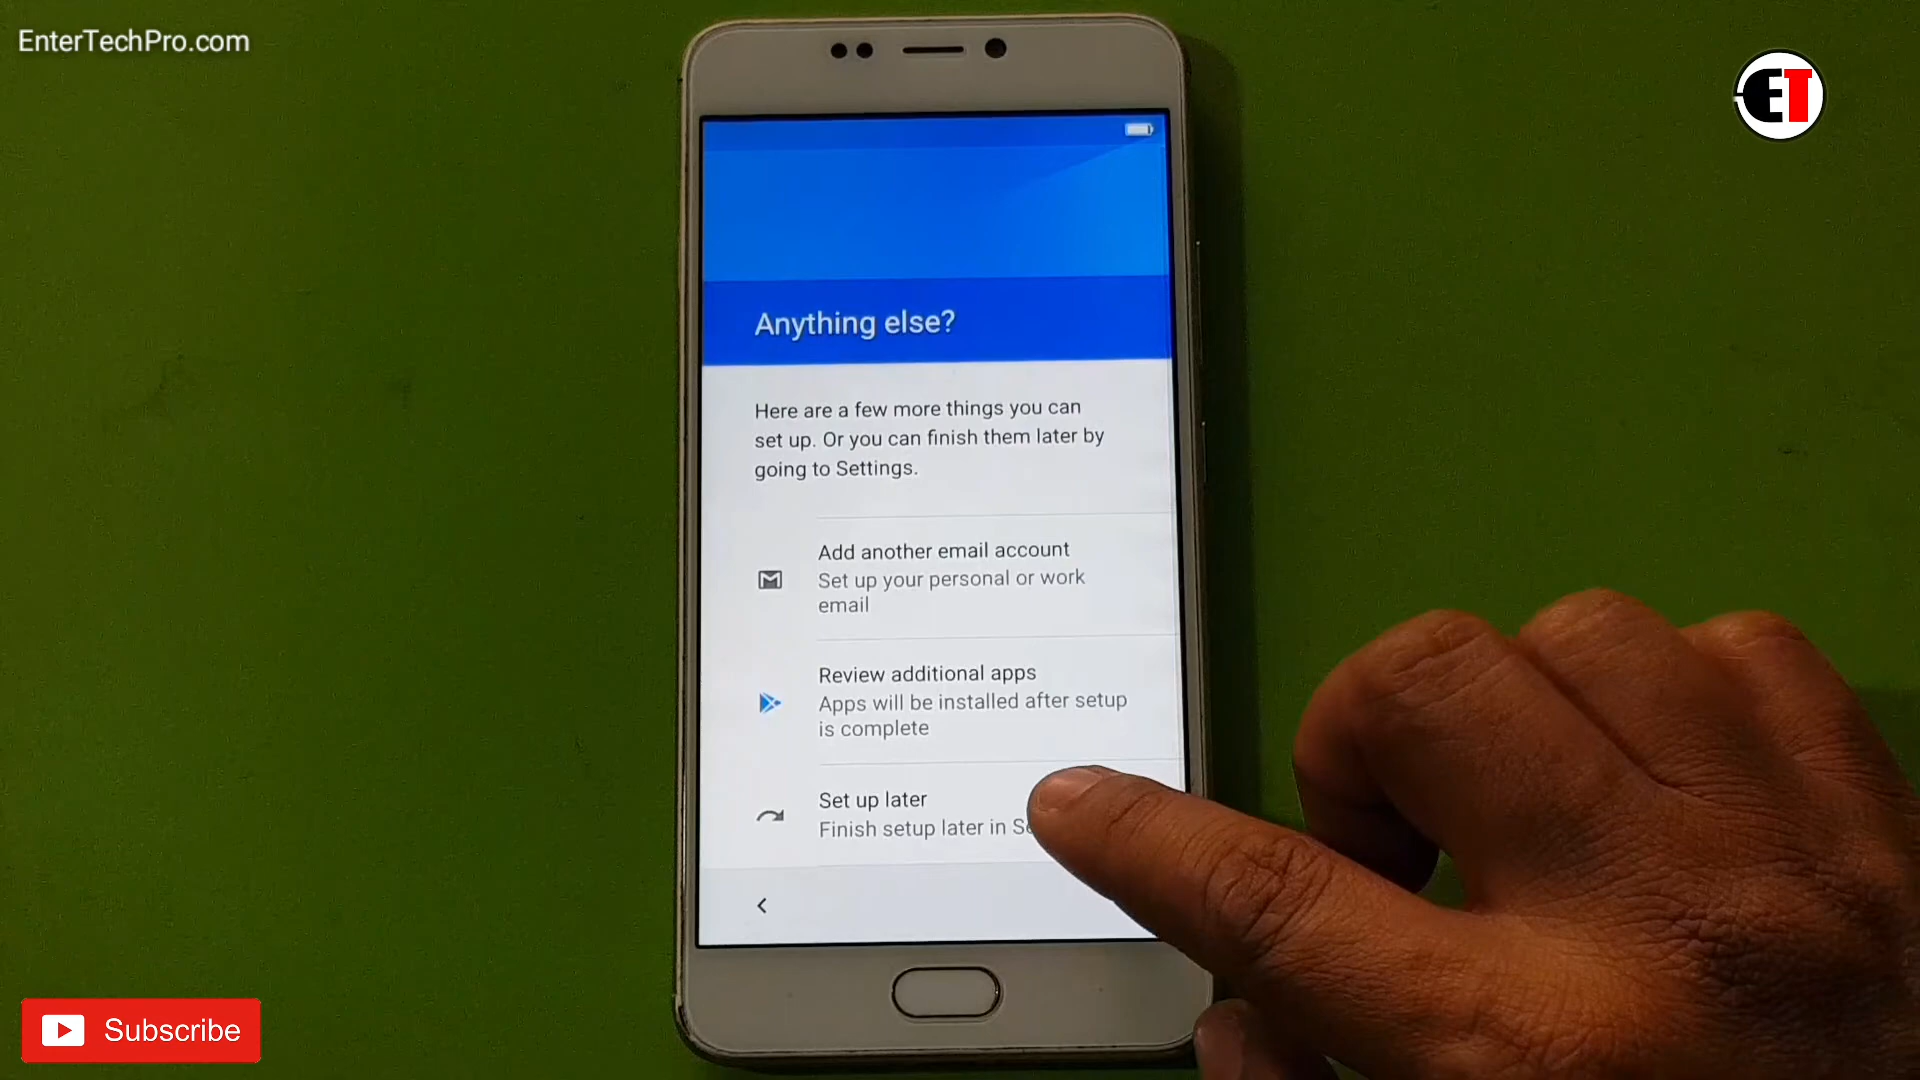 EnterTechPro.com
ET
Anything else?
Here are a few more things you can
set up. Or you can finish them later by
going to Settings.
Add another email account
Set up your personal or work
email
Review additional apps
Apps will be installed after setup
is complete
Set up later
Finish setup later in
Subscribe